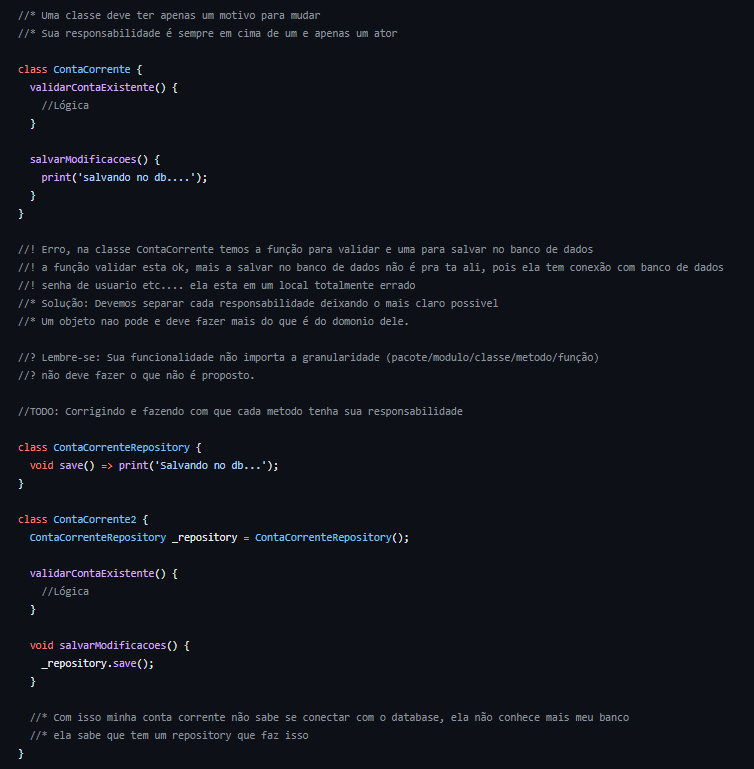 //* Uma classe deve ter apenas um motivo para mudar
//* Sua responsabilidade é sempre em cima de um e apenas um ator

class ContaCorrente {
  validarContaExistente() {
    //Lógica
  }

  salvarModificacoes() {
    print('salvando no db....');
  }
}

//! Erro, na classe ContaCorrente temos a função para validar e uma para salvar no banco de dados
//! a função validar esta ok, mais a salvar no banco de dados não é pra ta ali, pois ela tem conexão com banco de dados
//! senha de usuario etc.... ela esta em um local totalmente errado
//* Solução: Devemos separar cada responsabilidade deixando o mais claro possivel
//* Um objeto nao pode e deve fazer mais do que é do domonio dele.

//? Lembre-se: Sua funcionalidade não importa a granularidade (pacote/modulo/classe/metodo/função)
//? não deve fazer o que não é proposto.

//TODO: Corrigindo e fazendo com que cada metodo tenha sua responsabilidade

class ContaCorrenteRepository {
  void save() => print('Salvando no db...');
}

class ContaCorrente2 {
  ContaCorrenteRepository _repository = ContaCorrenteRepository();

  validarContaExistente() {
    //Lógica
  }

  void salvarModificacoes() {
    _repository.save();
  }

  //* Com isso minha conta corrente não sabe se conectar com o database, ela não conhece mais meu banco
  //* ela sabe que tem um repository que faz isso
}